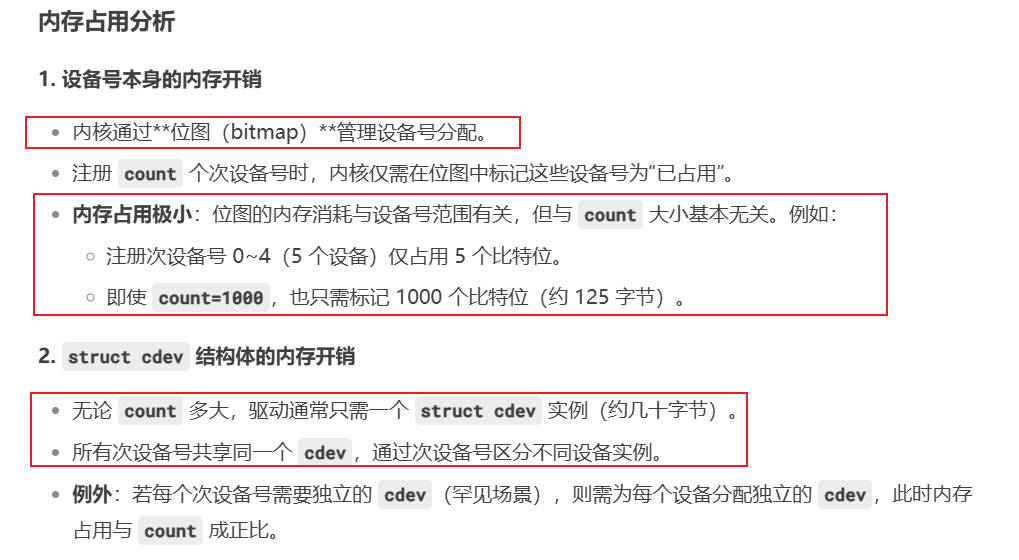 内存占用分析
1. 设备号本身的内存开销
内核通过**位图（bitmap）**管理设备号分配。
注册 count 个次设备号时，内核仅需在位图中标记这些设备号为“已占用”。
内存占用极小：位图的内存消耗与设备号范围有关，但与 count 大小基本无关。例如：
注册次设备号 0~4（5 个设备）仅占用 5 个比特位。
即使 count=1000，也只需标记 1000 个比特位（约 125 字节）。
2. struct cdev 结构体的内存开销
无论 count 多大，驱动通常只需一个 struct cdev 实例（约几十字节）。
所有次设备号共享同一个 cdev，通过次设备号区分不同设备实例。
例外：若每个次设备号需要独立的 cdev（罕见场景），则需为每个设备分配独立的 cdev，此时内存
占用与 count 成正比。